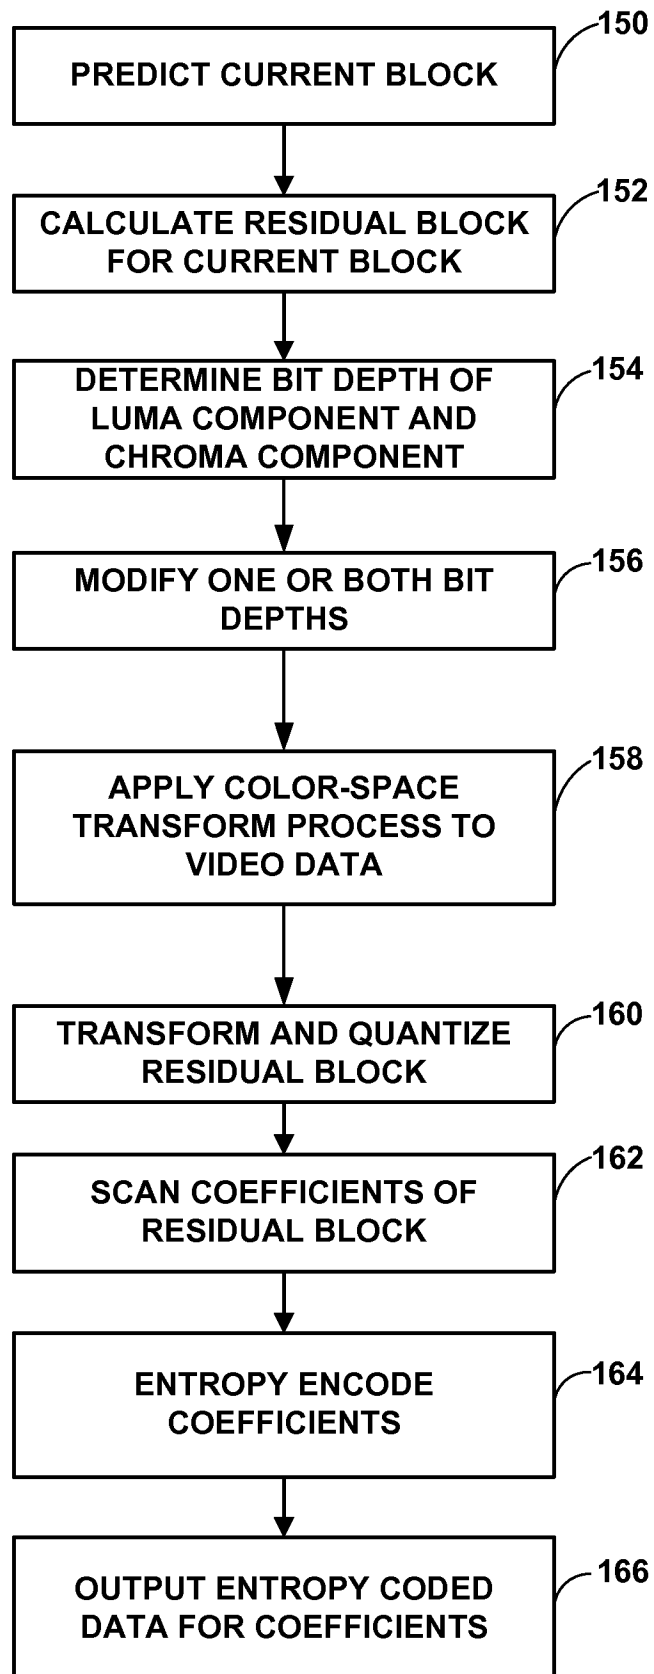 150
PREDICT CURRENT BLOCK
152
CALCULATE RESIDUAL BLOCK
FOR CURRENT BLOCK
154
DETERMINE BIT DEPTH OF
LUMA COMPONENT AND
CHROMA COMPONENT
156
MODIFY ONE OR BOTH BIT
DEPTHS
158
APPLY COLOR-SPACE
TRANSFORM PROCESS TO
VIDEO DATA
160
TRANSFORM AND QUANTIZE
RESIDUAL BLOCK
162
SCAN COEFFICIENTS OF
RESIDUAL BLOCK
164
ENTROPY ENCODE
COEFFICIENTS
166
OUTPUT ENTROPY CODED
DATA FOR COEFFICIENTS